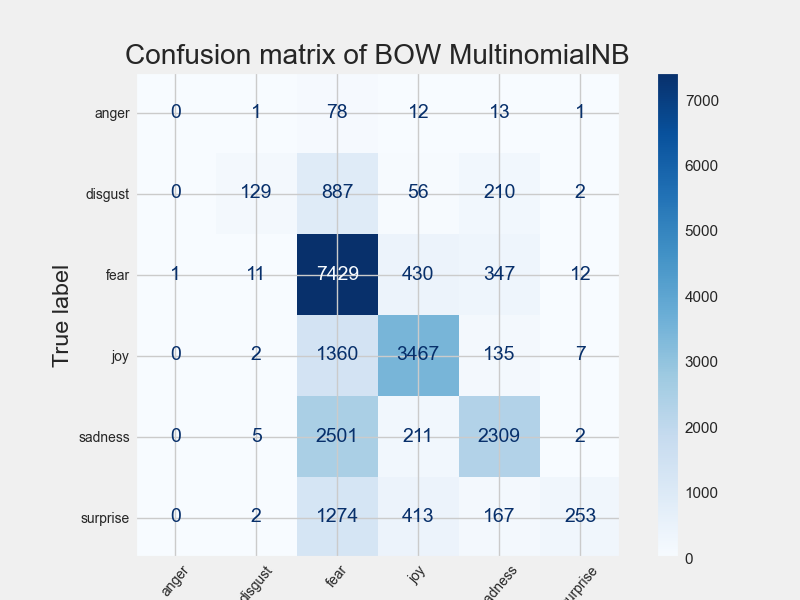 Confusion matrix of BOW MultinomialNB
anger 0 1 78 12 13 1
disgust 0 129 887 56 210 2
fear 1 11 7429 430 347 12
joy 0 2 1360 3467 135 7
sadness 0 5 2501 211 2309 2
surprise 0 2 1274 413 167 253
True label
anger disgust fear joy adness urprise
7000
6000
5000
4000
3000
2000
1000
0